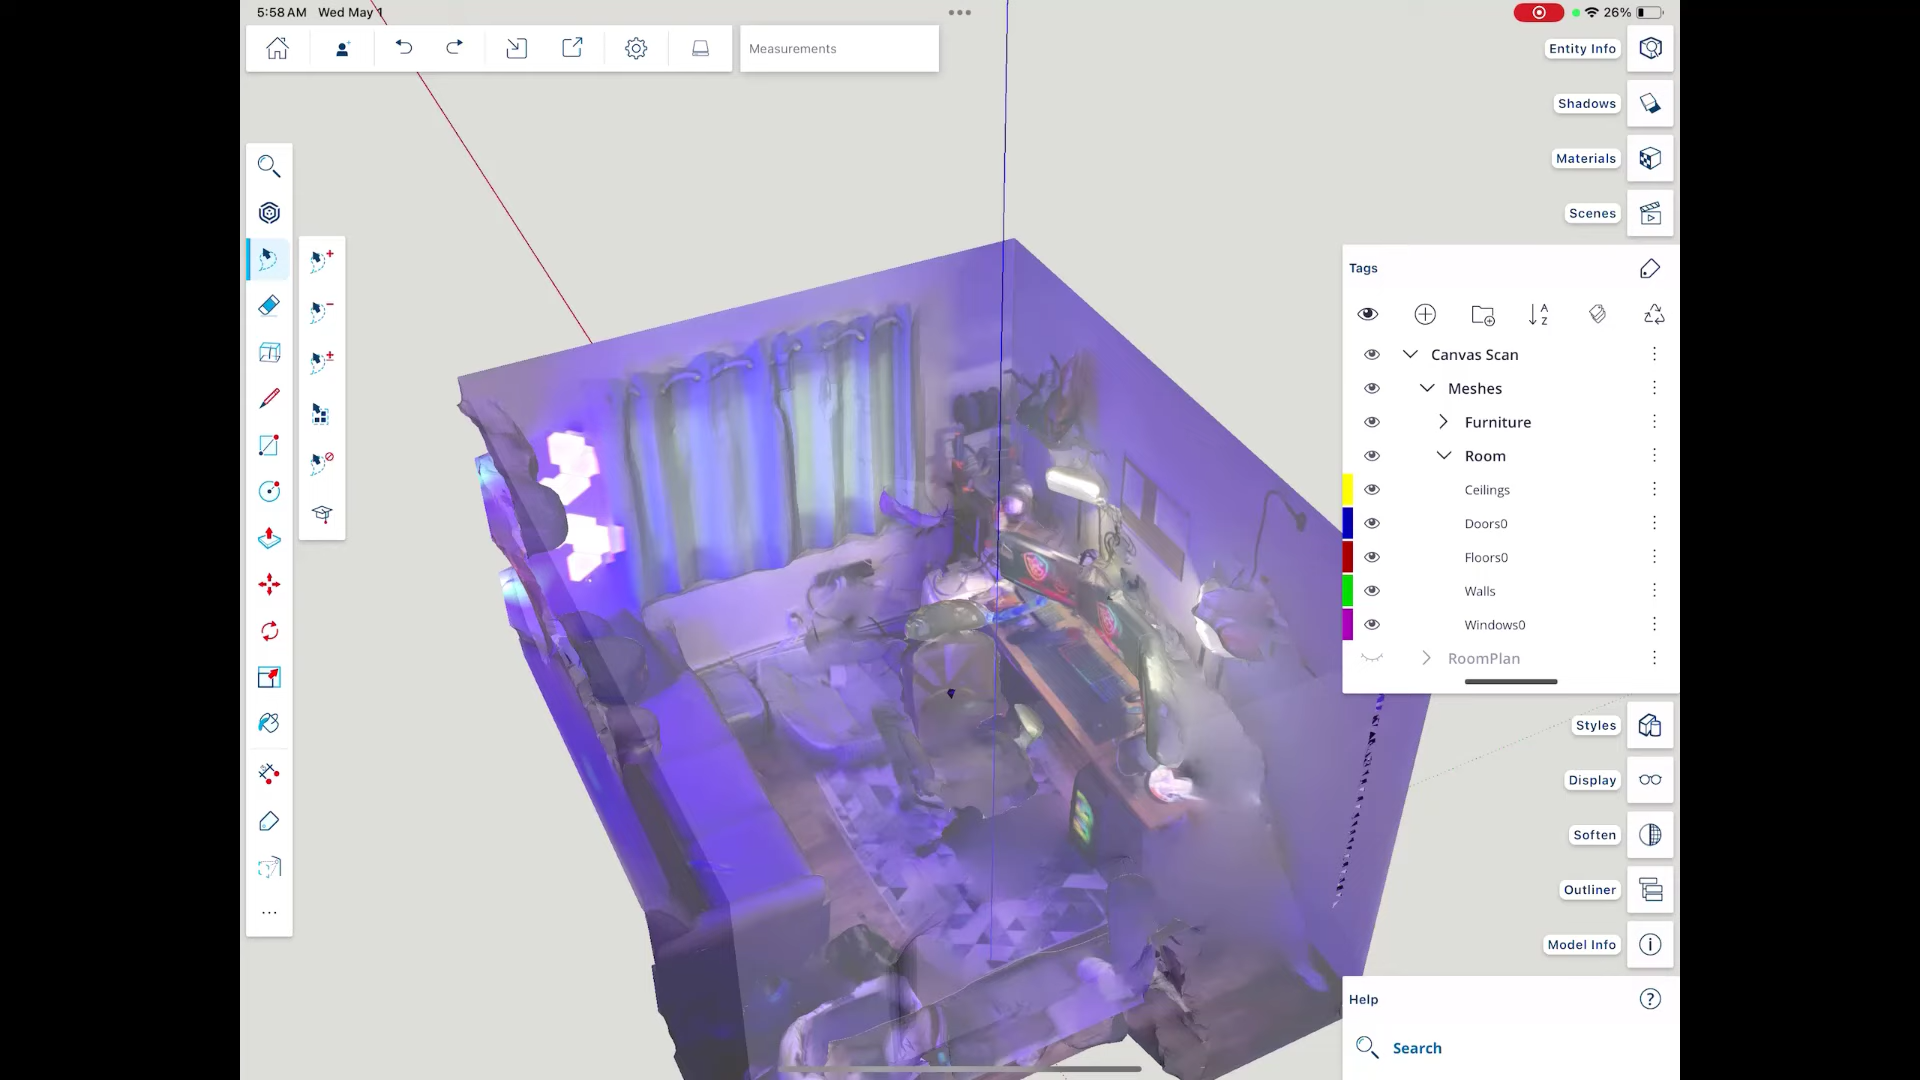 5:58 AM Wed May 1
26%
Measurements
Entity Info
Shadows
Materials
Scenes
Tags
A
Z
Canvas Scan
Meshes
Furniture
Room
Ceilings
Doors0
Floors0
Walls
Windows0
RoomPlan
Styles
Display
Soften
Outliner
Model Info
Help
Search